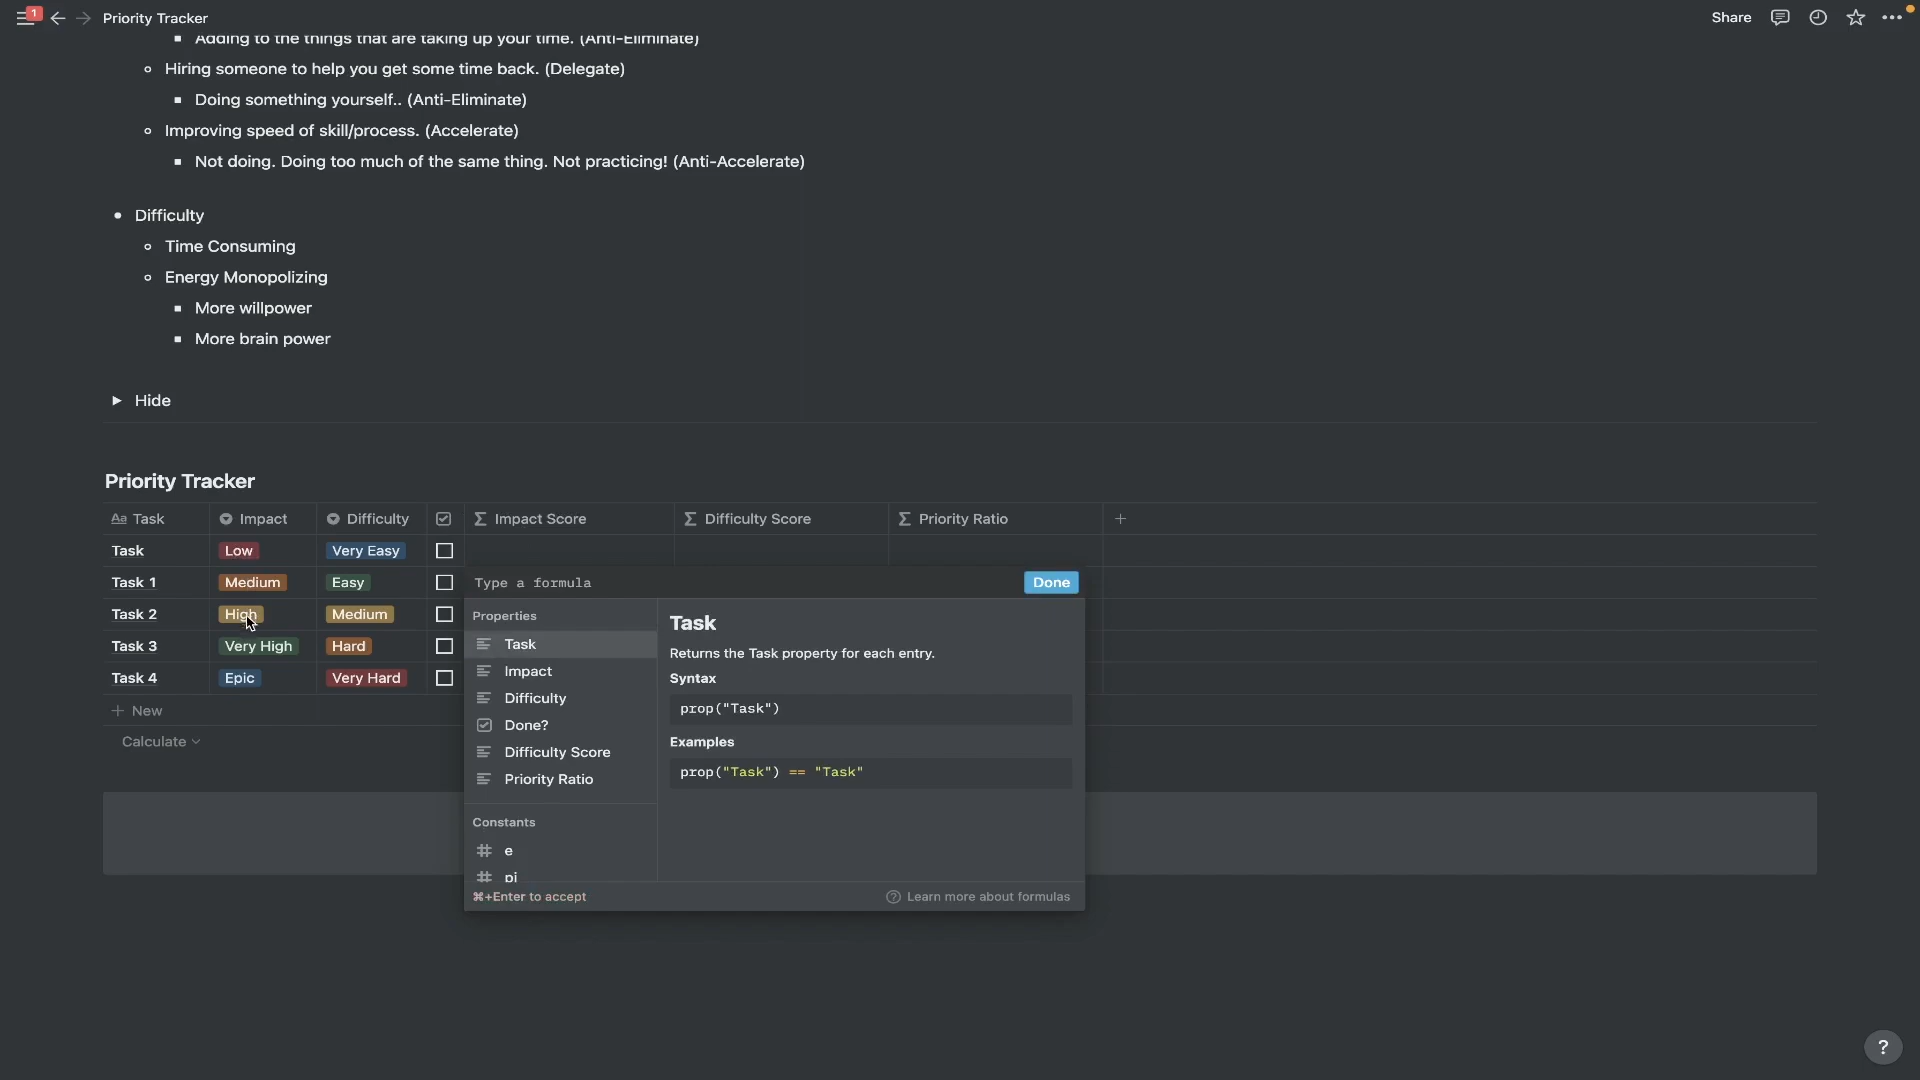 1
Priority Tracker
Share
Adding to the things that are taking up your time. (Anti-Eliminate)
Hiring someone to help you get some time back. (Delegate)
Doing something yourself.. (Anti-Eliminate)
Improving speed of skill/process. (Accelerate)
Not doing. Doing too much of the same thing. Not practicing! (Anti-Accelerate)
Difficulty
Time Consuming
Energy Monopolizing
More willpower
More brain power
Hide
Priority Tracker
Aa Task Impact Difficulty Σ Impact Score Σ Difficulty Score Σ Priority Ratio +
Task Low Very Easy
Task 1 Medium Easy
Task 2 High Medium
Task 3 Very High Hard
Task 4 Epic Very Hard
+ New
Calculate
Type a formula Done
Properties
Task
Impact
Difficulty
Done?
Difficulty Score
Priority Ratio
Constants
e
pi
Task
Returns the Task property for each entry.
Syntax
prop("Task")
Examples
prop("Task") == "Task"
⌘+Enter to accept
? Learn more about formulas
?